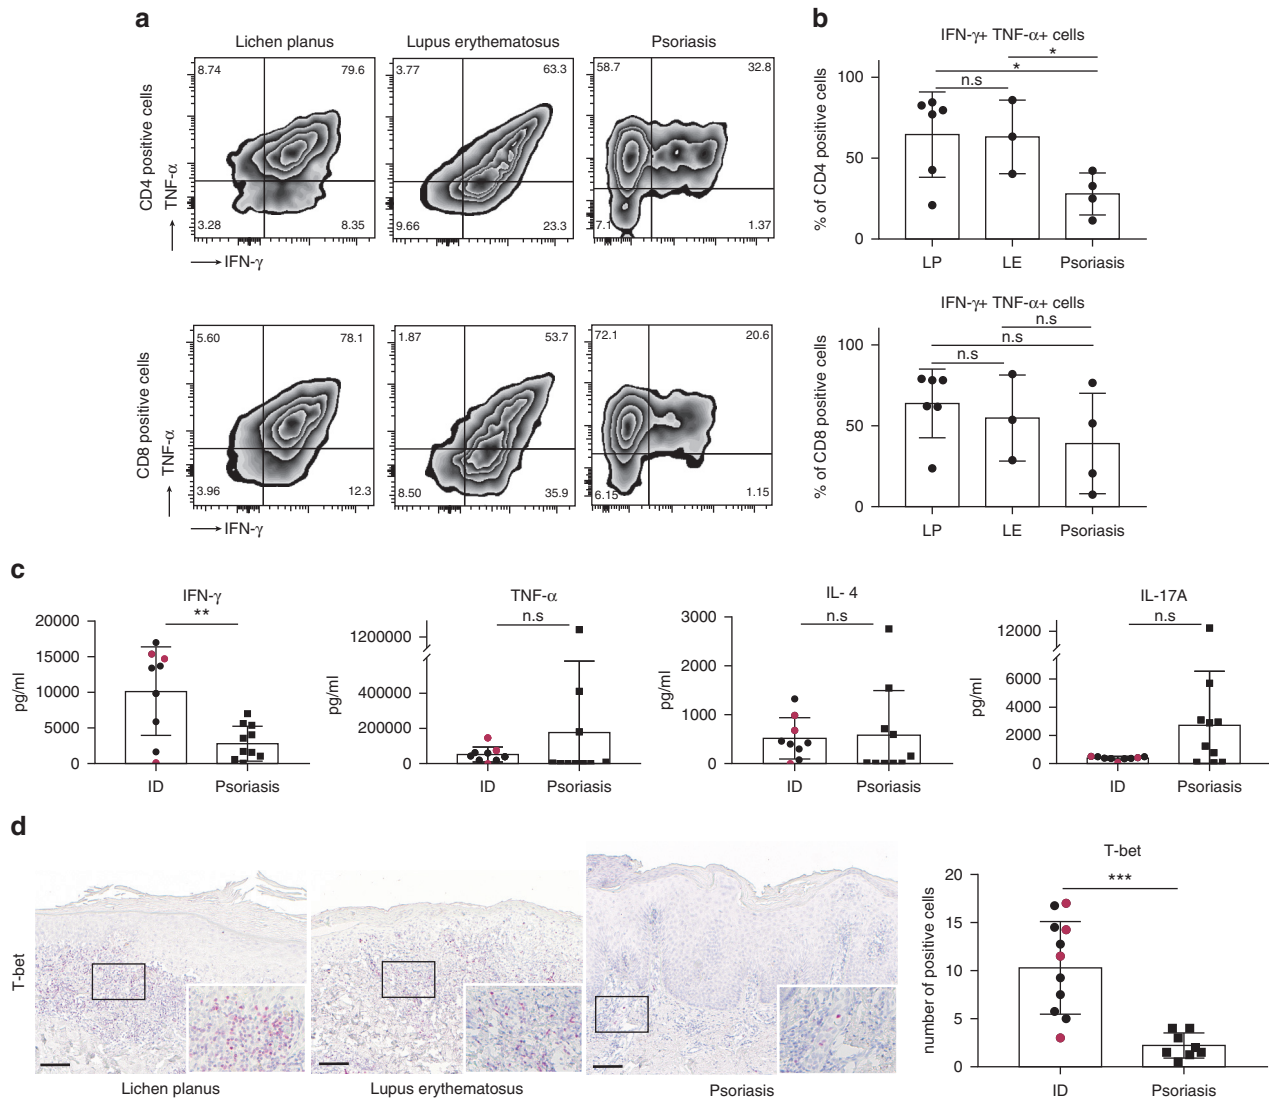 a
Lichen planus
Lupus erythematosus
Psoriasis
CD4 positive cells
TNF-α
8.74
79.6
3.28
8.35
3.77
63.3
9.66
23.3
58.7
32.8
7.1
1.37
IFN-γ
CD8 positive cells
TNF-α
5.60
78.1
3.96
12.3
1.87
53.7
8.50
35.9
72.1
20.6
6.15
1.15
IFN-γ
b
IFN-γ+ TNF-α+ cells
*
*
n.s
% of CD4 positive cells
100
50
0
LP
LE
Psoriasis
IFN-γ+ TNF-α+ cells
n.s
n.s
n.s
% of CD8 positive cells
100
50
0
LP
LE
Psoriasis
c
IFN-γ
**
pg/ml
20000
15000
10000
5000
0
ID
Psoriasis
TNF-α
n.s
pg/ml
1200000
400000
200000
0
ID
Psoriasis
IL- 4
n.s
pg/ml
3000
2000
1000
0
ID
Psoriasis
IL-17A
n.s
pg/ml
12000
6000
4000
2000
0
ID
Psoriasis
d
T-bet
Lichen planus
Lupus erythematosus
Psoriasis
T-bet
***
number of positive cells
20
15
10
5
0
ID
Psoriasis